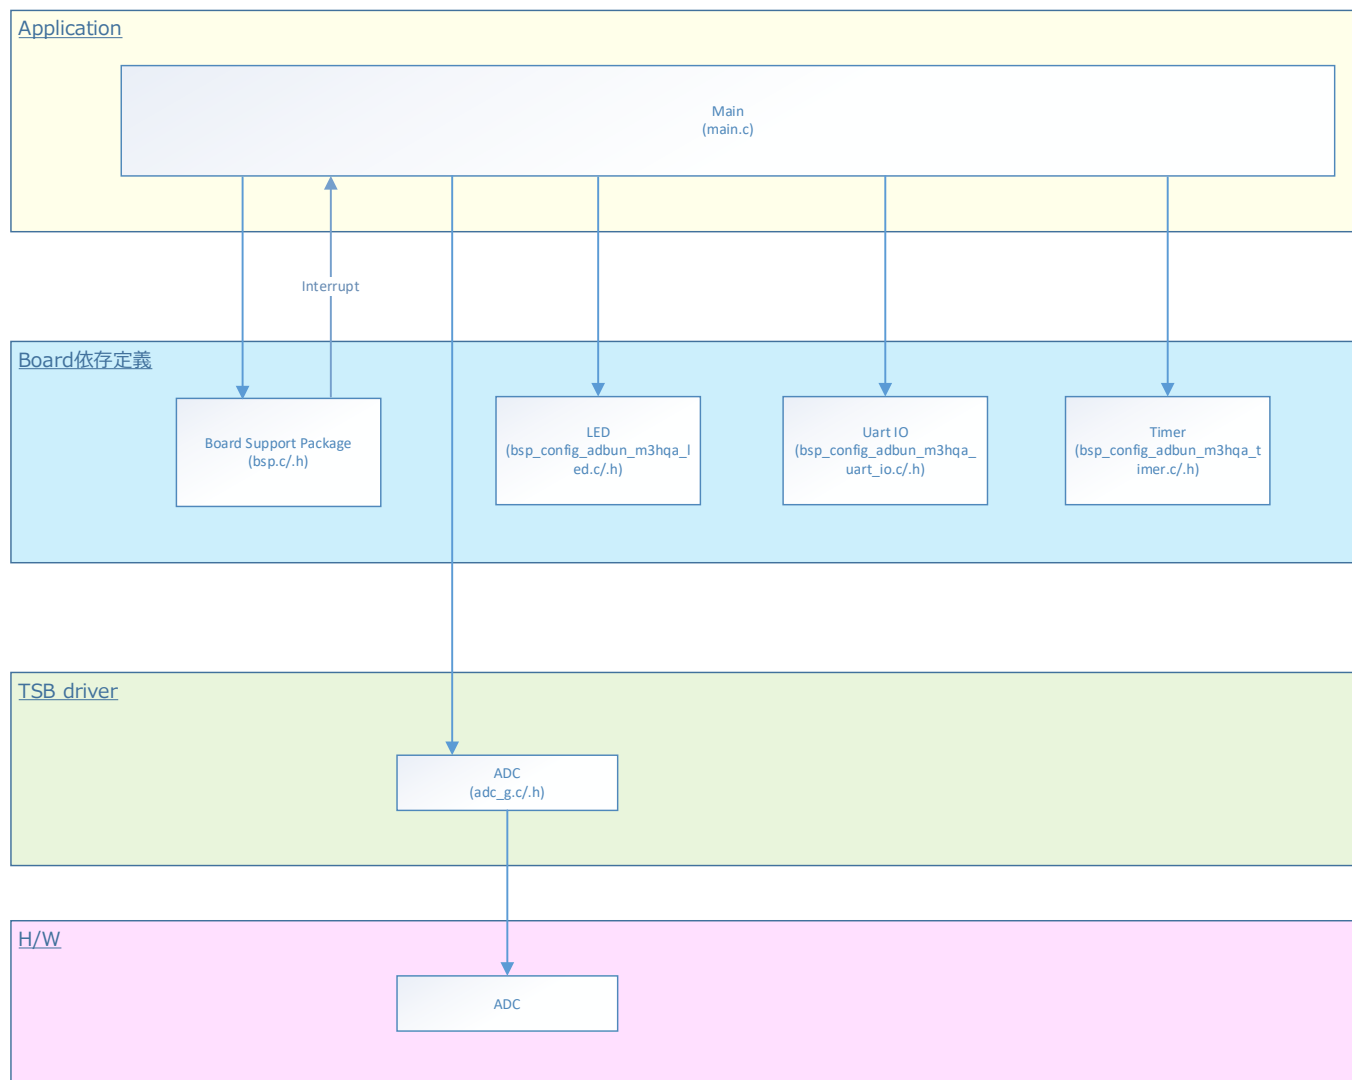 Application
Main
(main.c)
Interrupt
Board依存定義
Board Support Package
(bsp.c/.h)
LED
(bsp_config_adbun_m3hqa_l
ed.c/.h)
Uart IO
(bsp_config_adbun_m3hqa_
uart_io.c/.h)
Timer
(bsp_config_adbun_m3hqa_t
imer.c/.h)
TSB driver
ADC
(adc_g.c/.h)
H/W
ADC